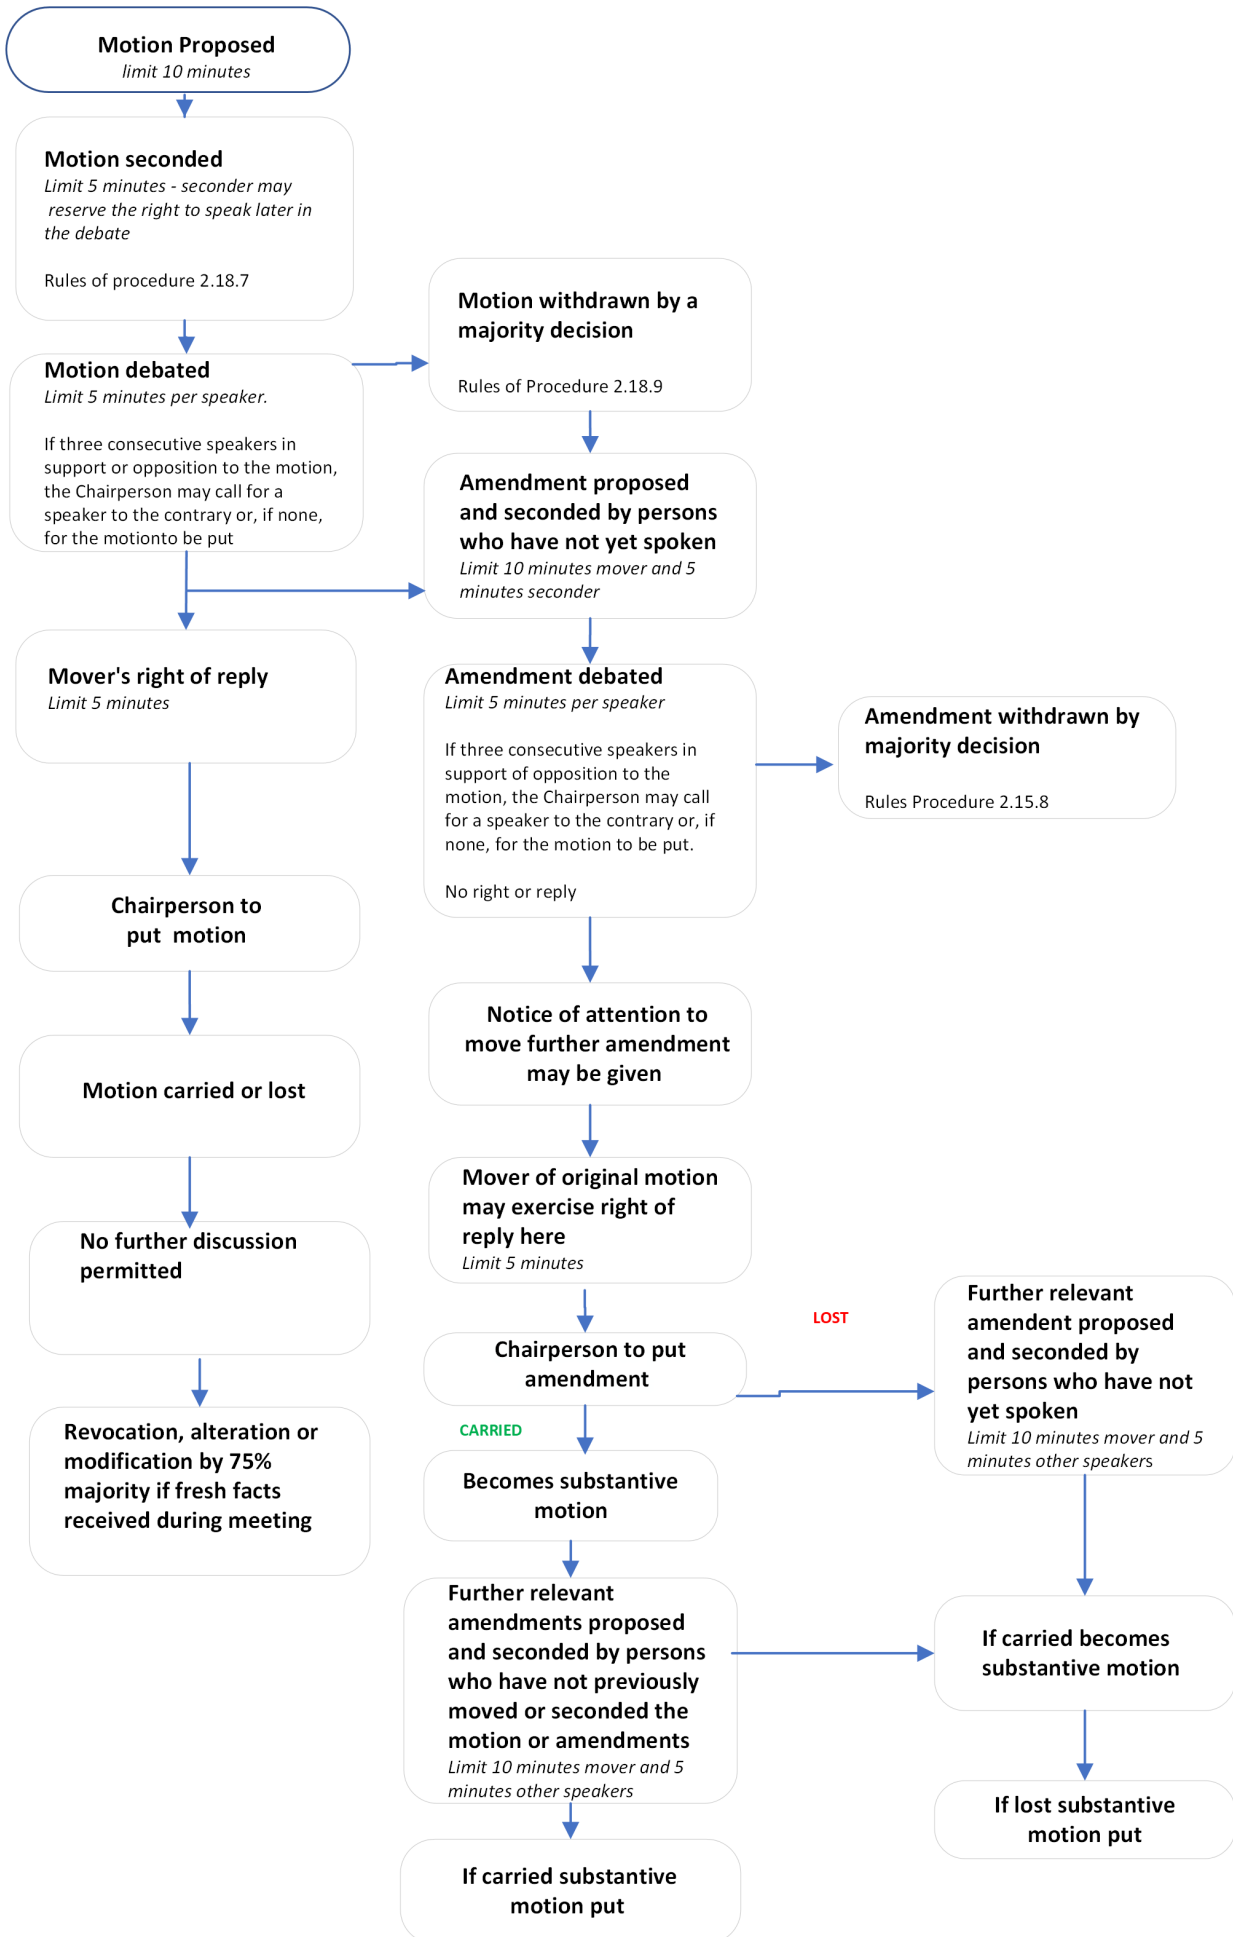 Motion Proposed
limit 10 minutes
Motion seconded
Limit 5 minutes - seconder may
reserve the right to speak later in
the debate
Rules of procedure 2.18.7
Motion withdrawn by a
majority decision
Rules of Procedure 2.18.9
Motion debated
Limit 5 minutes per speaker.
If three consecutive speakers in
support or opposition to the motion,
the Chairperson may call for a
speaker to the contrary or, if none,
for the motionto be put
Amendment proposed
and seconded by persons
who have not yet spoken
Limit 10 minutes mover and 5
minutes seconder
Mover's right of reply
Limit 5 minutes
Amendment debated
Limit 5 minutes per speaker
If three consecutive speakers in
support of opposition to the
motion, the Chairperson may call
for a speaker to the contrary or, if
none, for the motion to be put.
No right or reply
Amendment withdrawn by
majority decision
Rules Procedure 2.15.8
Chairperson to
put motion
Notice of attention to
move further amendment
may be given
Motion carried or lost
Mover of original motion
may exercise right of
reply here
Limit 5 minutes
No further discussion
permitted
Chairperson to put
amendment
LOST
Further relevant
amendent proposed
and seconded by
persons who have not
yet spoken
Limit 10 minutes mover and 5
minutes other speakers
Revocation, alteration or
modification by 75%
majority if fresh facts
received during meeting
CARRIED
Becomes substantive
motion
Further relevant
amendments proposed
and seconded by persons
who have not previously
moved or seconded the
motion or amendments
Limit 10 minutes mover and 5
minutes other speakers
If carried becomes
substantive motion
If lost substantive
motion put
If carried substantive
motion put